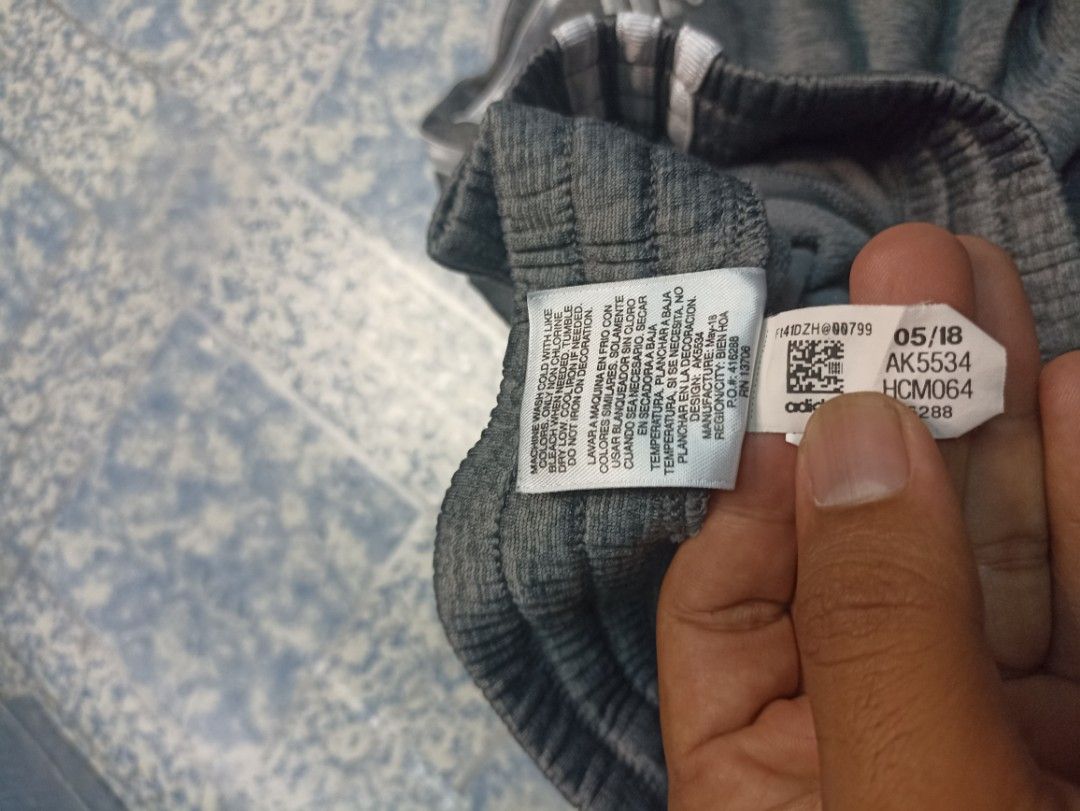 MACHINE WASH COLD WITH LIKE
COLORS. ONLY NON CHLORINE
BLEACH WHEN NEEDED. TUMBLE
DRY LOW. COOL IRON IF NEEDED.
DO NOT IRON ON DECORATION.
LAVAR A MAQUINA EN FRIO CON
COLORES SIMILARES. SOLAMENTE
USAR BLANQUEADOR SIN CLORO
CUANDO SEA NECESARIO. SECAR
EN SECADORA A BAJA
TEMPERATURA. PLANCHAR A BAJA
TEMPERATURA, SI SE NECESITA. NO
PLANCHAR EN LA DECORACION.
DESIGN: AK5534
MANUFACTURE: May-18
REGION/CITY: BIEN HOA
P.O.#: 416288
RN 13706
41DZH@00799
05/18
AK5534
HCM064
288